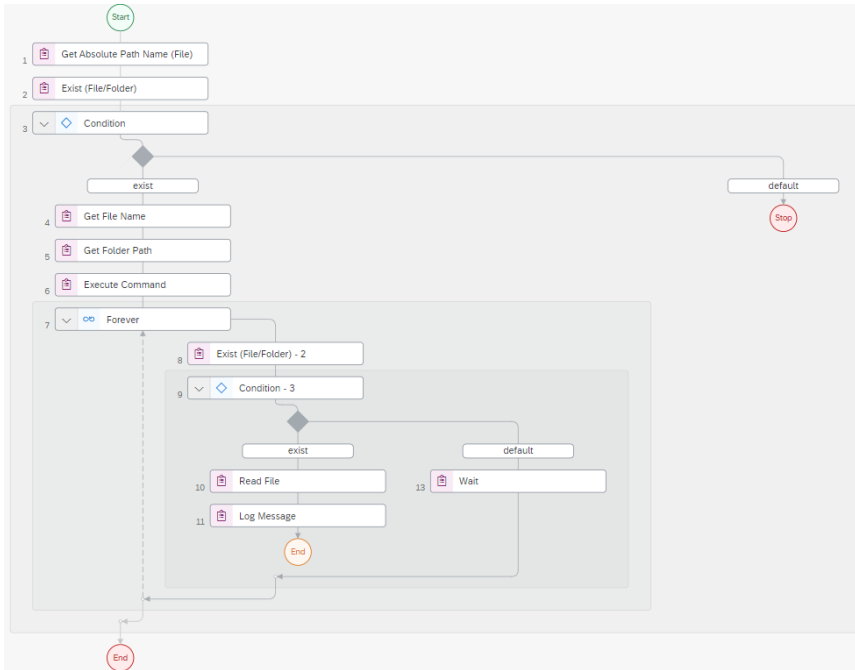 Start
1 Get Absolute Path Name (File)
2 Exist (File/Folder)
3 Condition
exist
default
Stop
4 Get File Name
5 Get Folder Path
6 Execute Command
7 Forever
8 Exist (File/Folder) - 2
9 Condition - 3
exist
default
10 Read File
13 Wait
11 Log Message
End
End